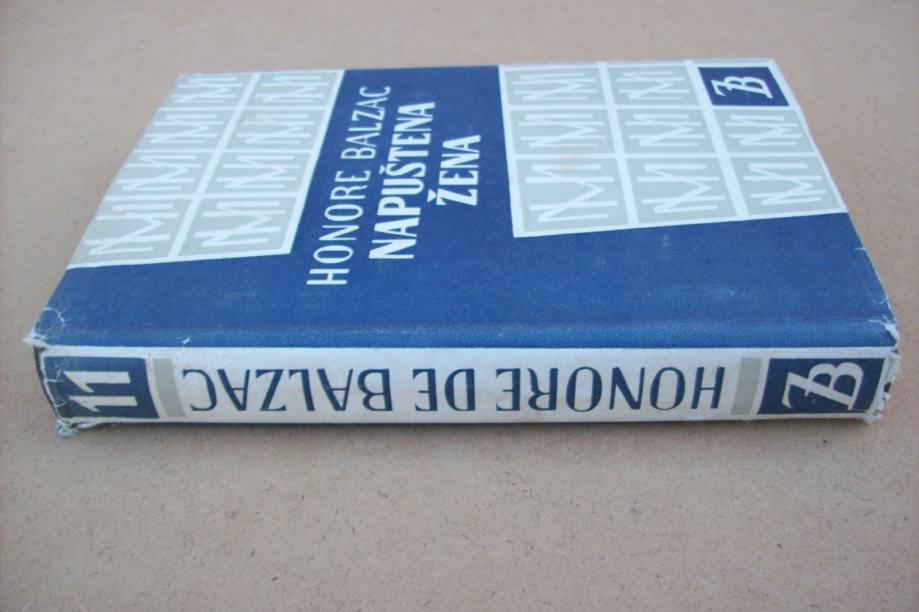 HONORE BALZAC
NAPUŠTENA
ŽENA
B
11
HONORE DE BALZAC
B